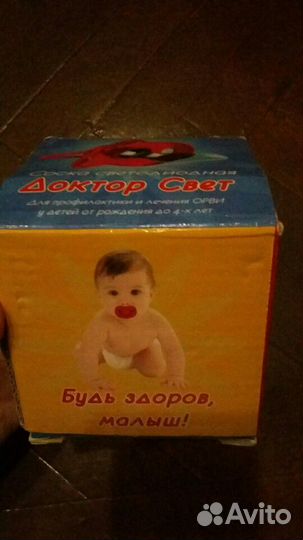 Соска светодиодная
Доктор Свет
Для профилактики и лечения ОРВИ
у детей от рождения до 4-х лет
Будь здоров,
малыш!
Avito